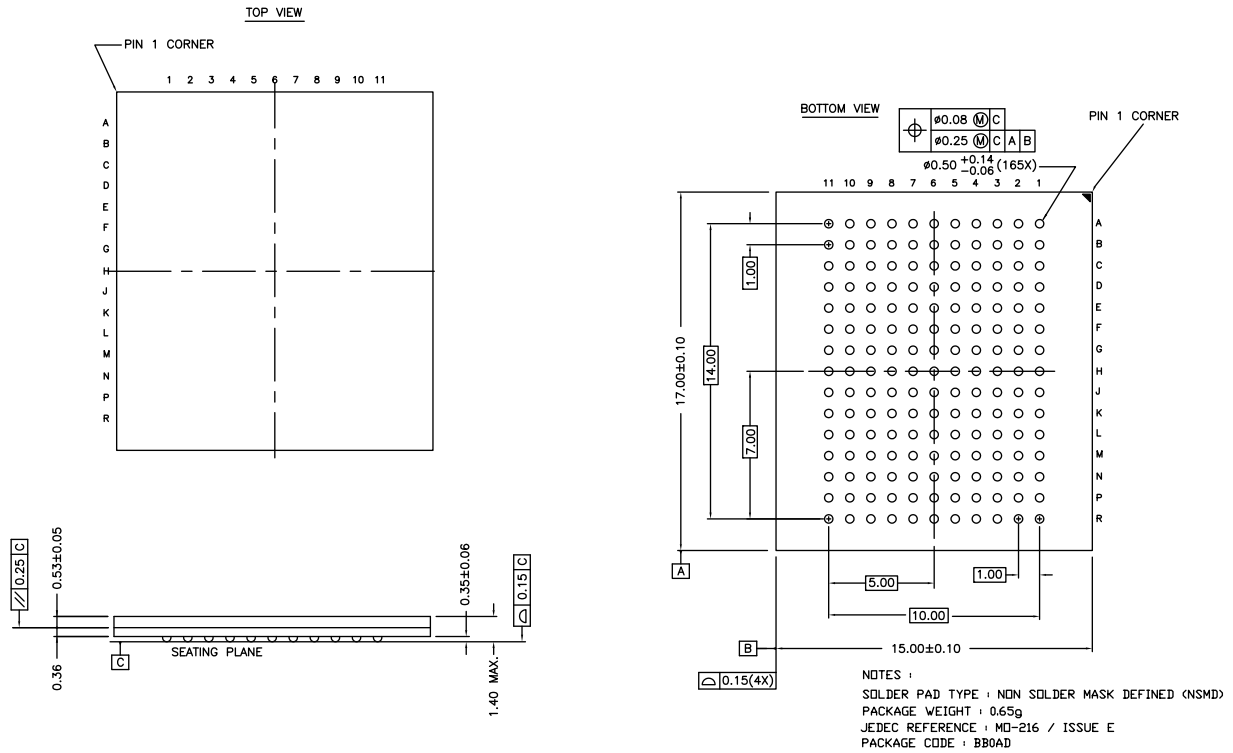 TOP VIEW
PIN 1 CORNER
1 2 3 4 5 6 7 8 9 10 11
A
B
C
D
E
F
G
H
J
K
L
M
N
P
R
// 0.25 C
0.53±0.05
0.36
C
SEATING PLANE
0.35±0.06
1.40 MAX.
0.15 C
BOTTOM VIEW
ø0.08 Ⓜ C
ø0.25 Ⓜ C A B
PIN 1 CORNER
ø0.50 +0.14 -0.06 (165X)
11 10 9 8 7 6 5 4 3 2 1
A
B
C
D
E
F
G
H
J
K
L
M
N
P
R
1.00
17.00±0.10
14.00
7.00
A
5.00
1.00
10.00
B
15.00±0.10
0.15(4X)
NOTES :
SOLDER PAD TYPE : NON SOLDER MASK DEFINED (NSMD)
PACKAGE WEIGHT : 0.65g
JEDEC REFERENCE : MO-216 / ISSUE E
PACKAGE CODE : BB0AD